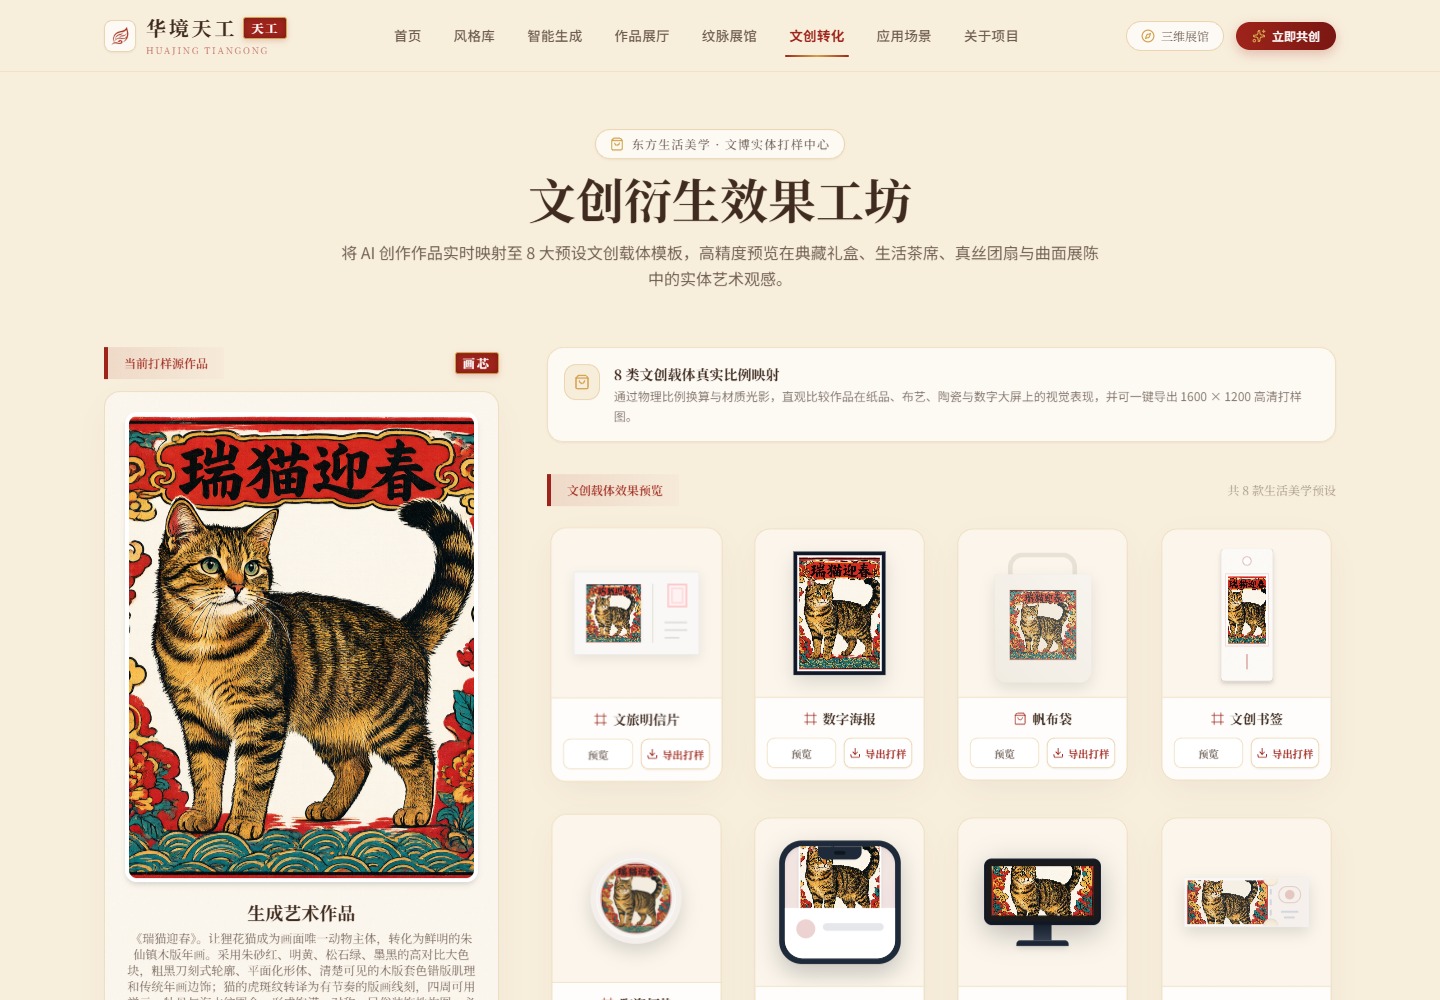 华境天工 天工
HUAJING TIANGONG
首页 风格库 智能生成 作品展厅 纹脉展馆 文创转化 应用场景 关于项目
三维展馆 立即共创
东方生活美学 · 文博实体打样中心
文创衍生效果工坊
将 AI 创作作品实时映射至 8 大预设文创载体模板，高精度预览在典藏礼盒、生活茶席、真丝团扇与曲面展陈
中的实体艺术观感。
当前打样源作品 画芯
瑞猫迎春
生成艺术作品
《瑞猫迎春》。让狸花猫成为画面唯一动物主体，转化为鲜明的朱
仙镇木版年画。采用朱砂红、明黄、松石绿、墨黑的高对比大色
块，粗黑刀刻式轮廓、平面化形体、清楚可见的木版套色错版肌理
和传统年画边饰；猫的虎斑纹转译为有节奏的版画线刻，四周可用
8 类文创载体真实比例映射
通过物理比例换算与材质光影，直观比较作品在纸品、布艺、陶瓷与数字大屏上的视觉表现，并可一键导出 1600 × 1200 高清打样
图。
文创载体效果预览 共 8 款生活美学预设
瑞猫迎春
瑞猫迎春
瑞猫迎春
瑞猫迎春
文旅明信片 数字海报 帆布袋 文创书签
预览 导出打样 预览 导出打样 预览 导出打样 预览 导出打样